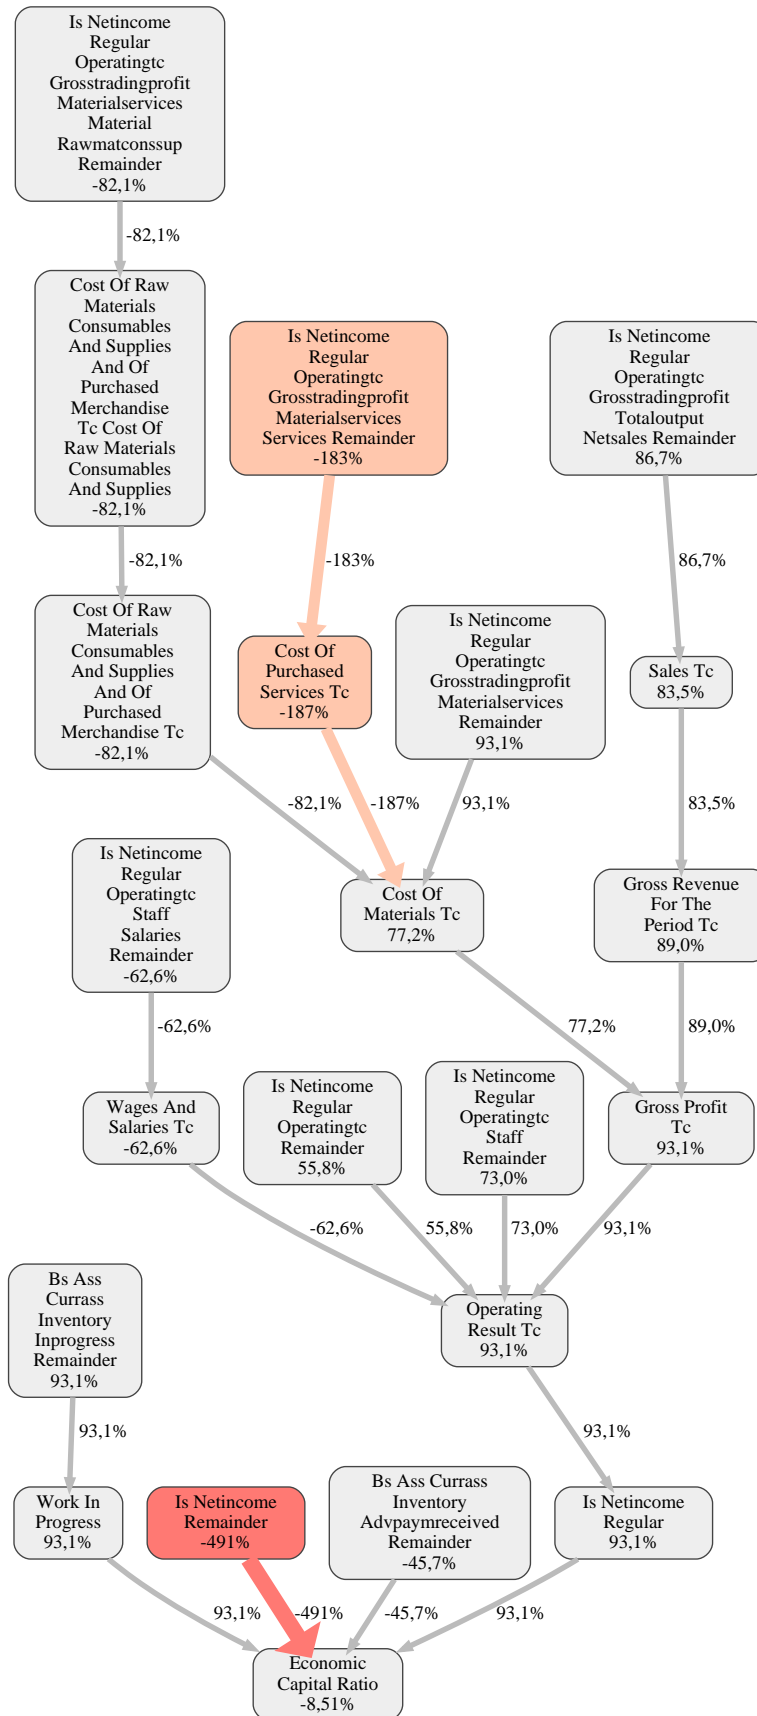 Is Netincome
Regular
Operatingtc
Grosstradingprofit
Materialservices
Material
Rawmatconssup
Remainder
-82,1%
-82,1%
Cost Of Raw
Materials
Consumables
And Supplies
And Of
Purchased
Merchandise
Tc Cost Of
Raw Materials
Consumables
And Supplies
-82,1%
Is Netincome
Regular
Operatingtc
Grosstradingprofit
Materialservices
Services Remainder
-183%
Is Netincome
Regular
Operatingtc
Grosstradingprofit
Totaloutput
Netsales Remainder
86,7%
-82,1%
-183%
86,7%
Cost Of Raw
Materials
Consumables
And Supplies
And Of
Purchased
Merchandise Tc
-82,1%
Cost Of
Purchased
Services Tc
-187%
Is Netincome
Regular
Operatingtc
Grosstradingprofit
Materialservices
Remainder
93,1%
Sales Tc
83,5%
-82,1%
-187%
93,1%
83,5%
Is Netincome
Regular
Operatingtc
Staff
Salaries
Remainder
-62,6%
Cost Of
Materials Tc
77,2%
Gross Revenue
For The
Period Tc
89,0%
-62,6%
77,2%
89,0%
Wages And
Salaries Tc
-62,6%
Is Netincome
Regular
Operatingtc
Remainder
55,8%
Is Netincome
Regular
Operatingtc
Staff
Remainder
73,0%
Gross Profit
Tc
93,1%
-62,6%
55,8%
73,0%
93,1%
Bs Ass
Currass
Inventory
Inprogress
Remainder
93,1%
Operating
Result Tc
93,1%
93,1%
93,1%
Work In
Progress
93,1%
Is Netincome
Remainder
-491%
Bs Ass Currass
Inventory
Advpaymreceived
Remainder
-45,7%
Is Netincome
Regular
93,1%
93,1%
-491%
-45,7%
93,1%
Economic
Capital Ratio
-8,51%